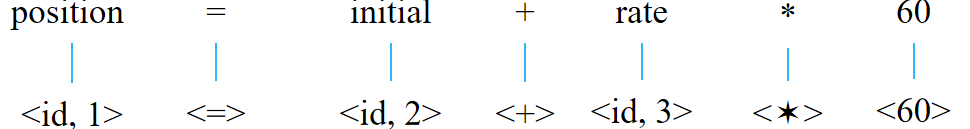 position = initial + rate * 60
<id, 1> <=> <id, 2> <+> <id, 3> <✶> <60>